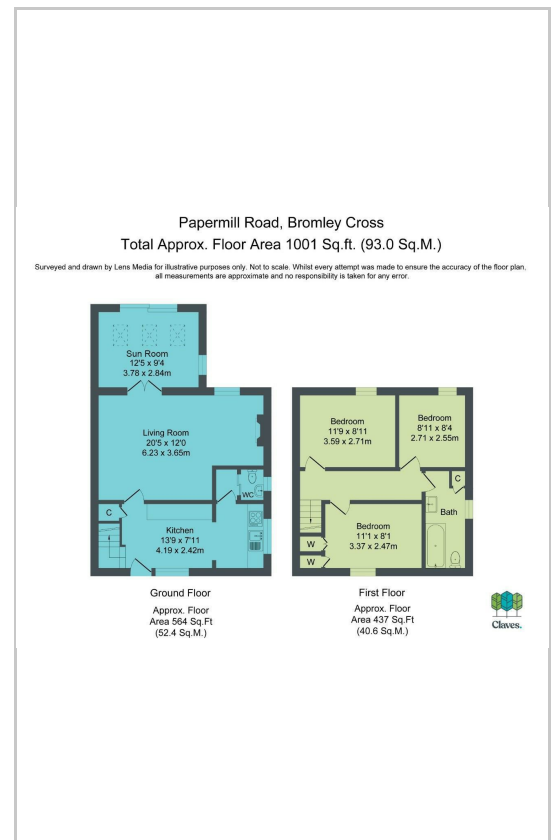 Papermill Road, Bromley Cross
Total Approx. Floor Area 1001 Sq.ft. (93.0 Sq.M.)
Surveyed and drawn by Lens Media for illustrative purposes only. Not to scale. Whilst every attempt was made to ensure the accuracy of the floor plan,
all measurements are approximate and no responsibility is taken for any error.
Sun Room
12'5 x 9'4
3.78 x 2.84m
Living Room
20'5 x 12'0
6.23 x 3.65m
WC
C
Kitchen
13'9 x 7'11
4.19 x 2.42m
Ground Floor
Approx. Floor
Area 564 Sq.Ft
(52.4 Sq.M.)
Bedroom
11'9 x 8'11
3.59 x 2.71m
Bedroom
8'11 x 8'4
2.71 x 2.55m
C
Bath
Bedroom
11'1 x 8'1
3.37 x 2.47m
W
W
First Floor
Approx. Floor
Area 437 Sq.Ft
(40.6 Sq.M.)
Claves.